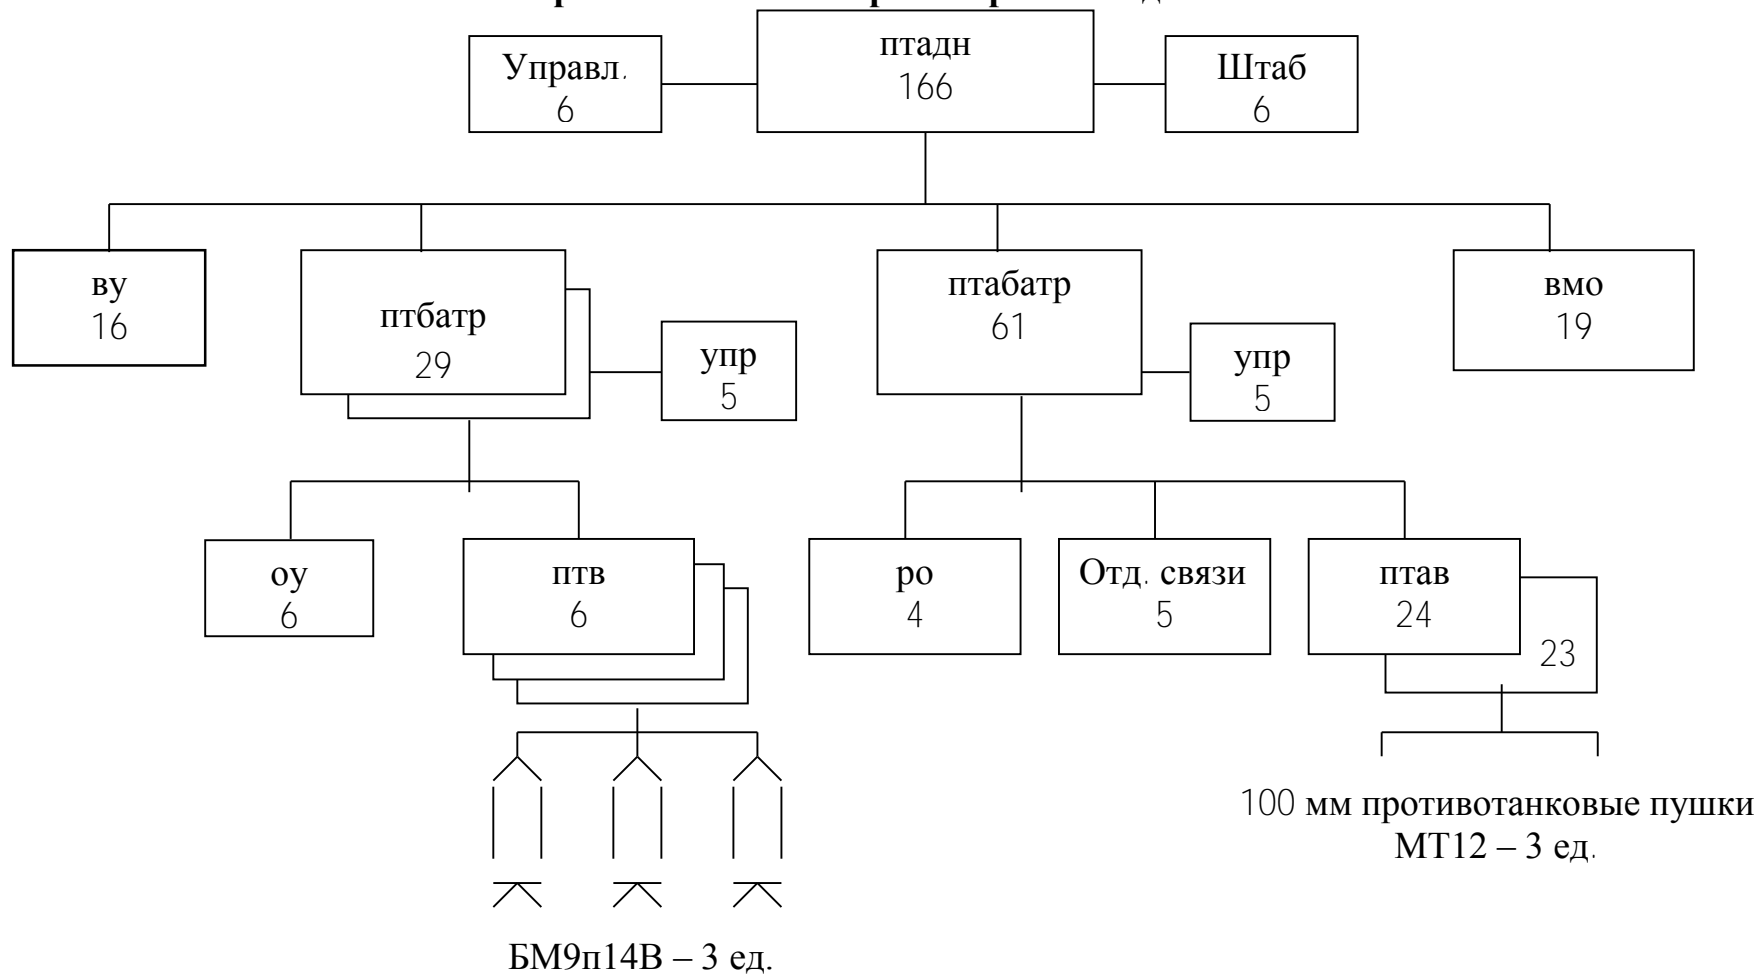 Управл.
6
птадн
166
Штаб
6
ву
16
птбатр
29
упр
5
птабатр
61
упр
5
вмо
19
оу
6
птв
6
ро
4
Отд. связи
5
птав
24
23
100 мм противотанковые пушки
МТ12 – 3 ед.
БМ9п14В – 3 ед.